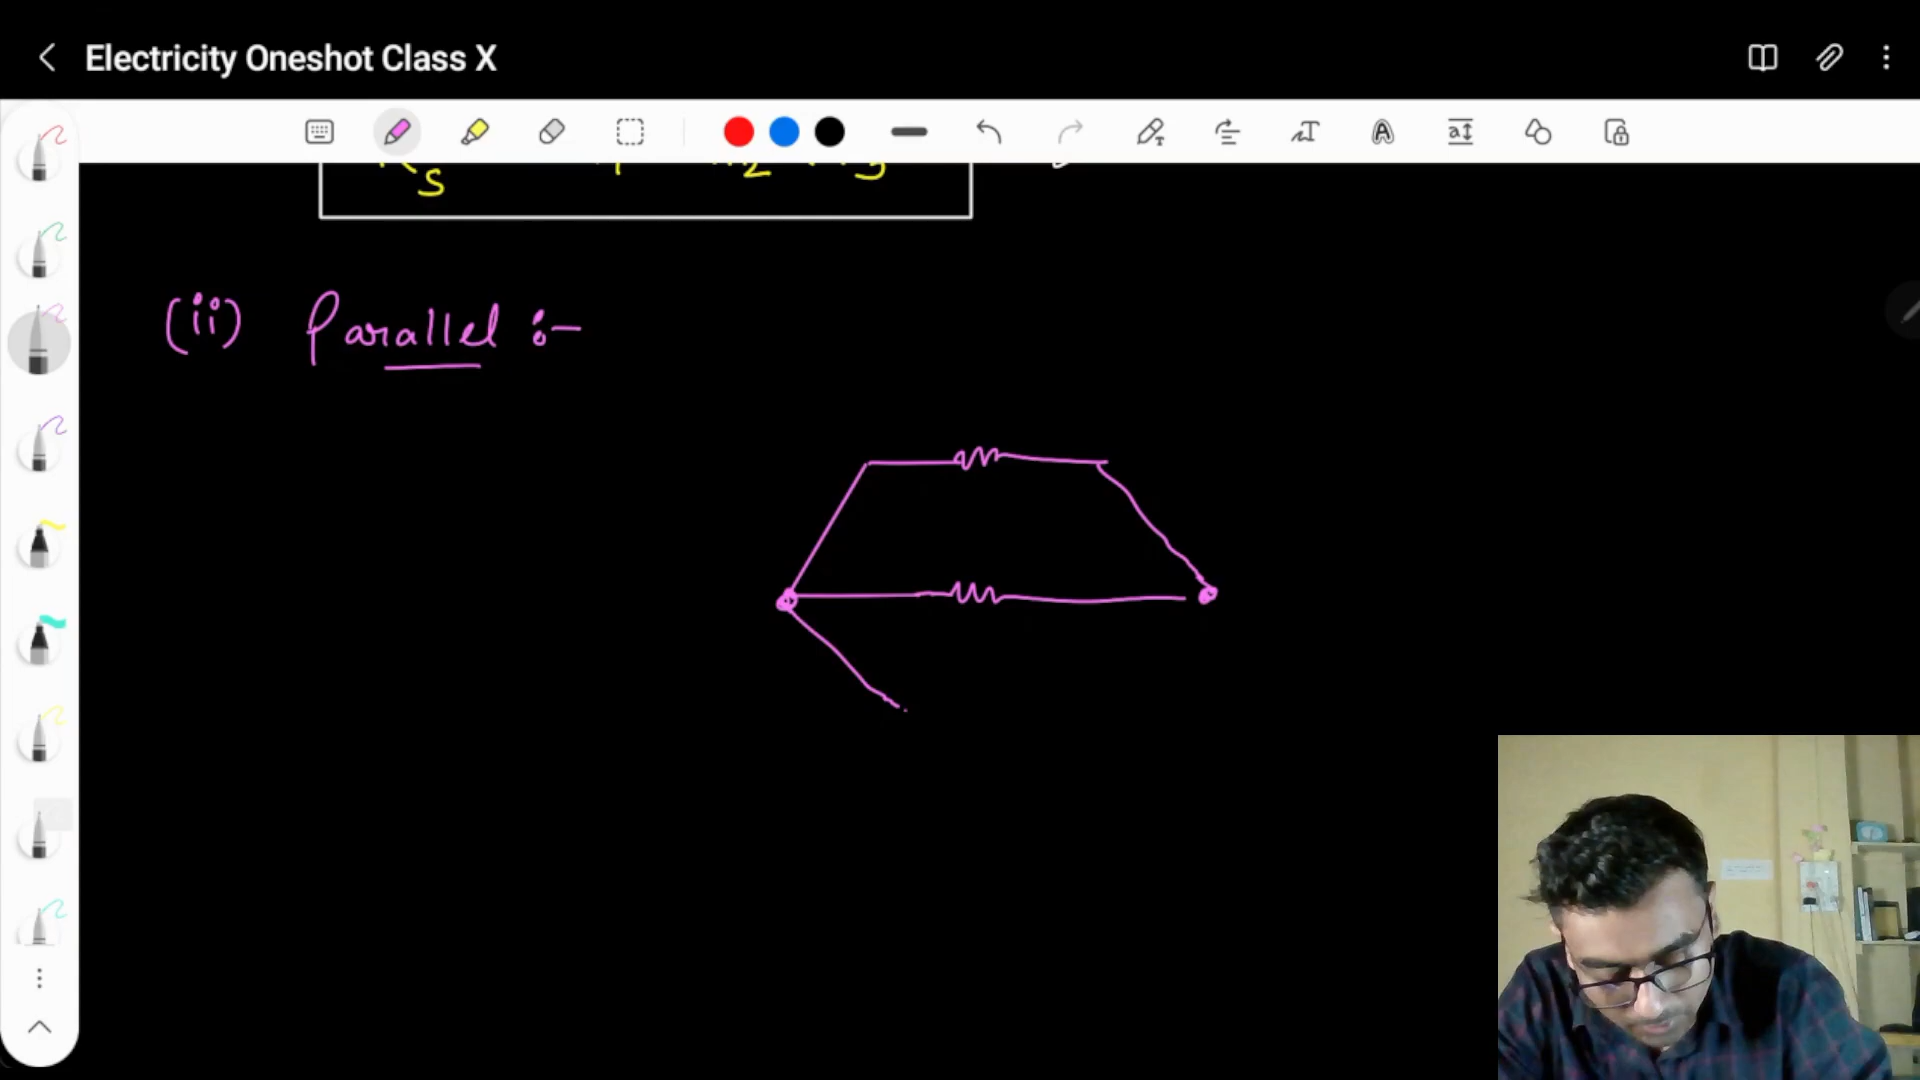 Electricity Oneshot Class X
S
(ii) Parallel :-